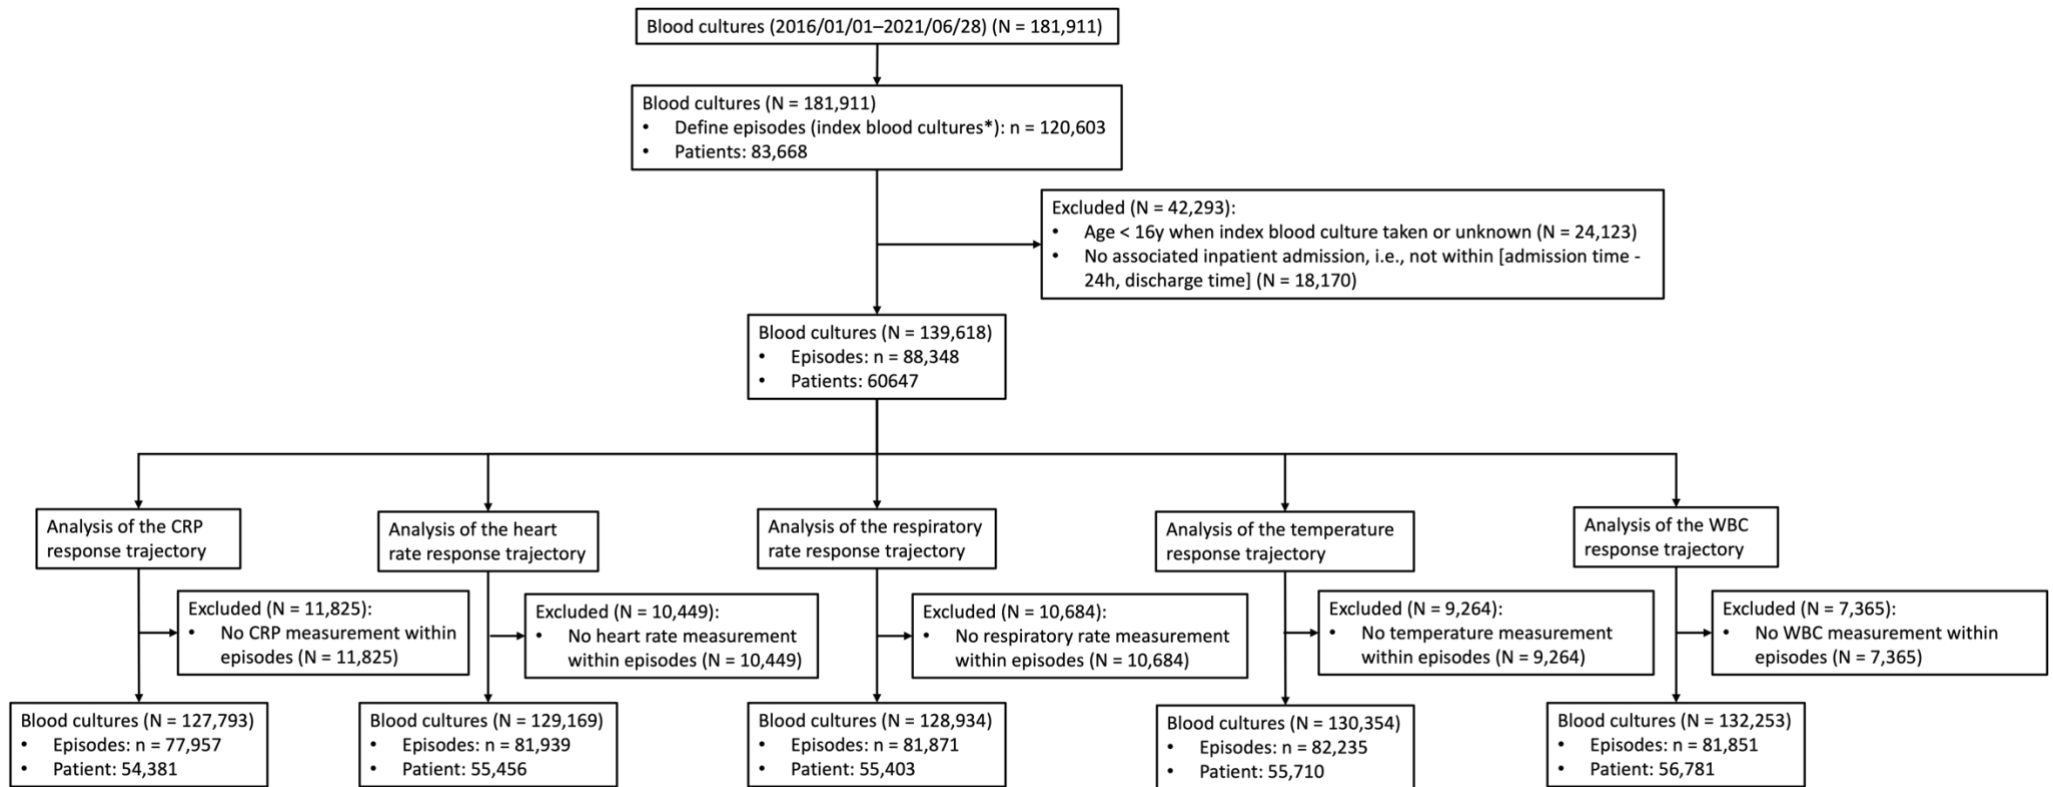 Blood cultures (2016/01/01–2021/06/28) (N = 181,911)
Blood cultures (N = 181,911)
• Define episodes (index blood cultures*): n = 120,603
• Patients: 83,668
Excluded (N = 42,293):
• Age < 16y when index blood culture taken or unknown (N = 24,123)
• No associated inpatient admission, i.e., not within [admission time -
24h, discharge time] (N = 18,170)
Blood cultures (N = 139,618)
• Episodes: n = 88,348
• Patients: 60647
Analysis of the CRP
response trajectory
Analysis of the heart
rate response trajectory
Analysis of the respiratory
rate response trajectory
Analysis of the temperature
response trajectory
Analysis of the WBC
response trajectory
Excluded (N = 11,825):
• No CRP measurement within
episodes (N = 11,825)
Excluded (N = 10,449):
• No heart rate measurement
within episodes (N = 10,449)
Excluded (N = 10,684):
• No respiratory rate measurement
within episodes (N = 10,684)
Excluded (N = 9,264):
• No temperature measurement
within episodes (N = 9,264)
Excluded (N = 7,365):
• No WBC measurement within
episodes (N = 7,365)
Blood cultures (N = 127,793)
• Episodes: n = 77,957
• Patient: 54,381
Blood cultures (N = 129,169)
• Episodes: n = 81,939
• Patient: 55,456
Blood cultures (N = 128,934)
• Episodes: n = 81,871
• Patient: 55,403
Blood cultures (N = 130,354)
• Episodes: n = 82,235
• Patient: 55,710
Blood cultures (N = 132,253)
• Episodes: n = 81,851
• Patient: 56,781